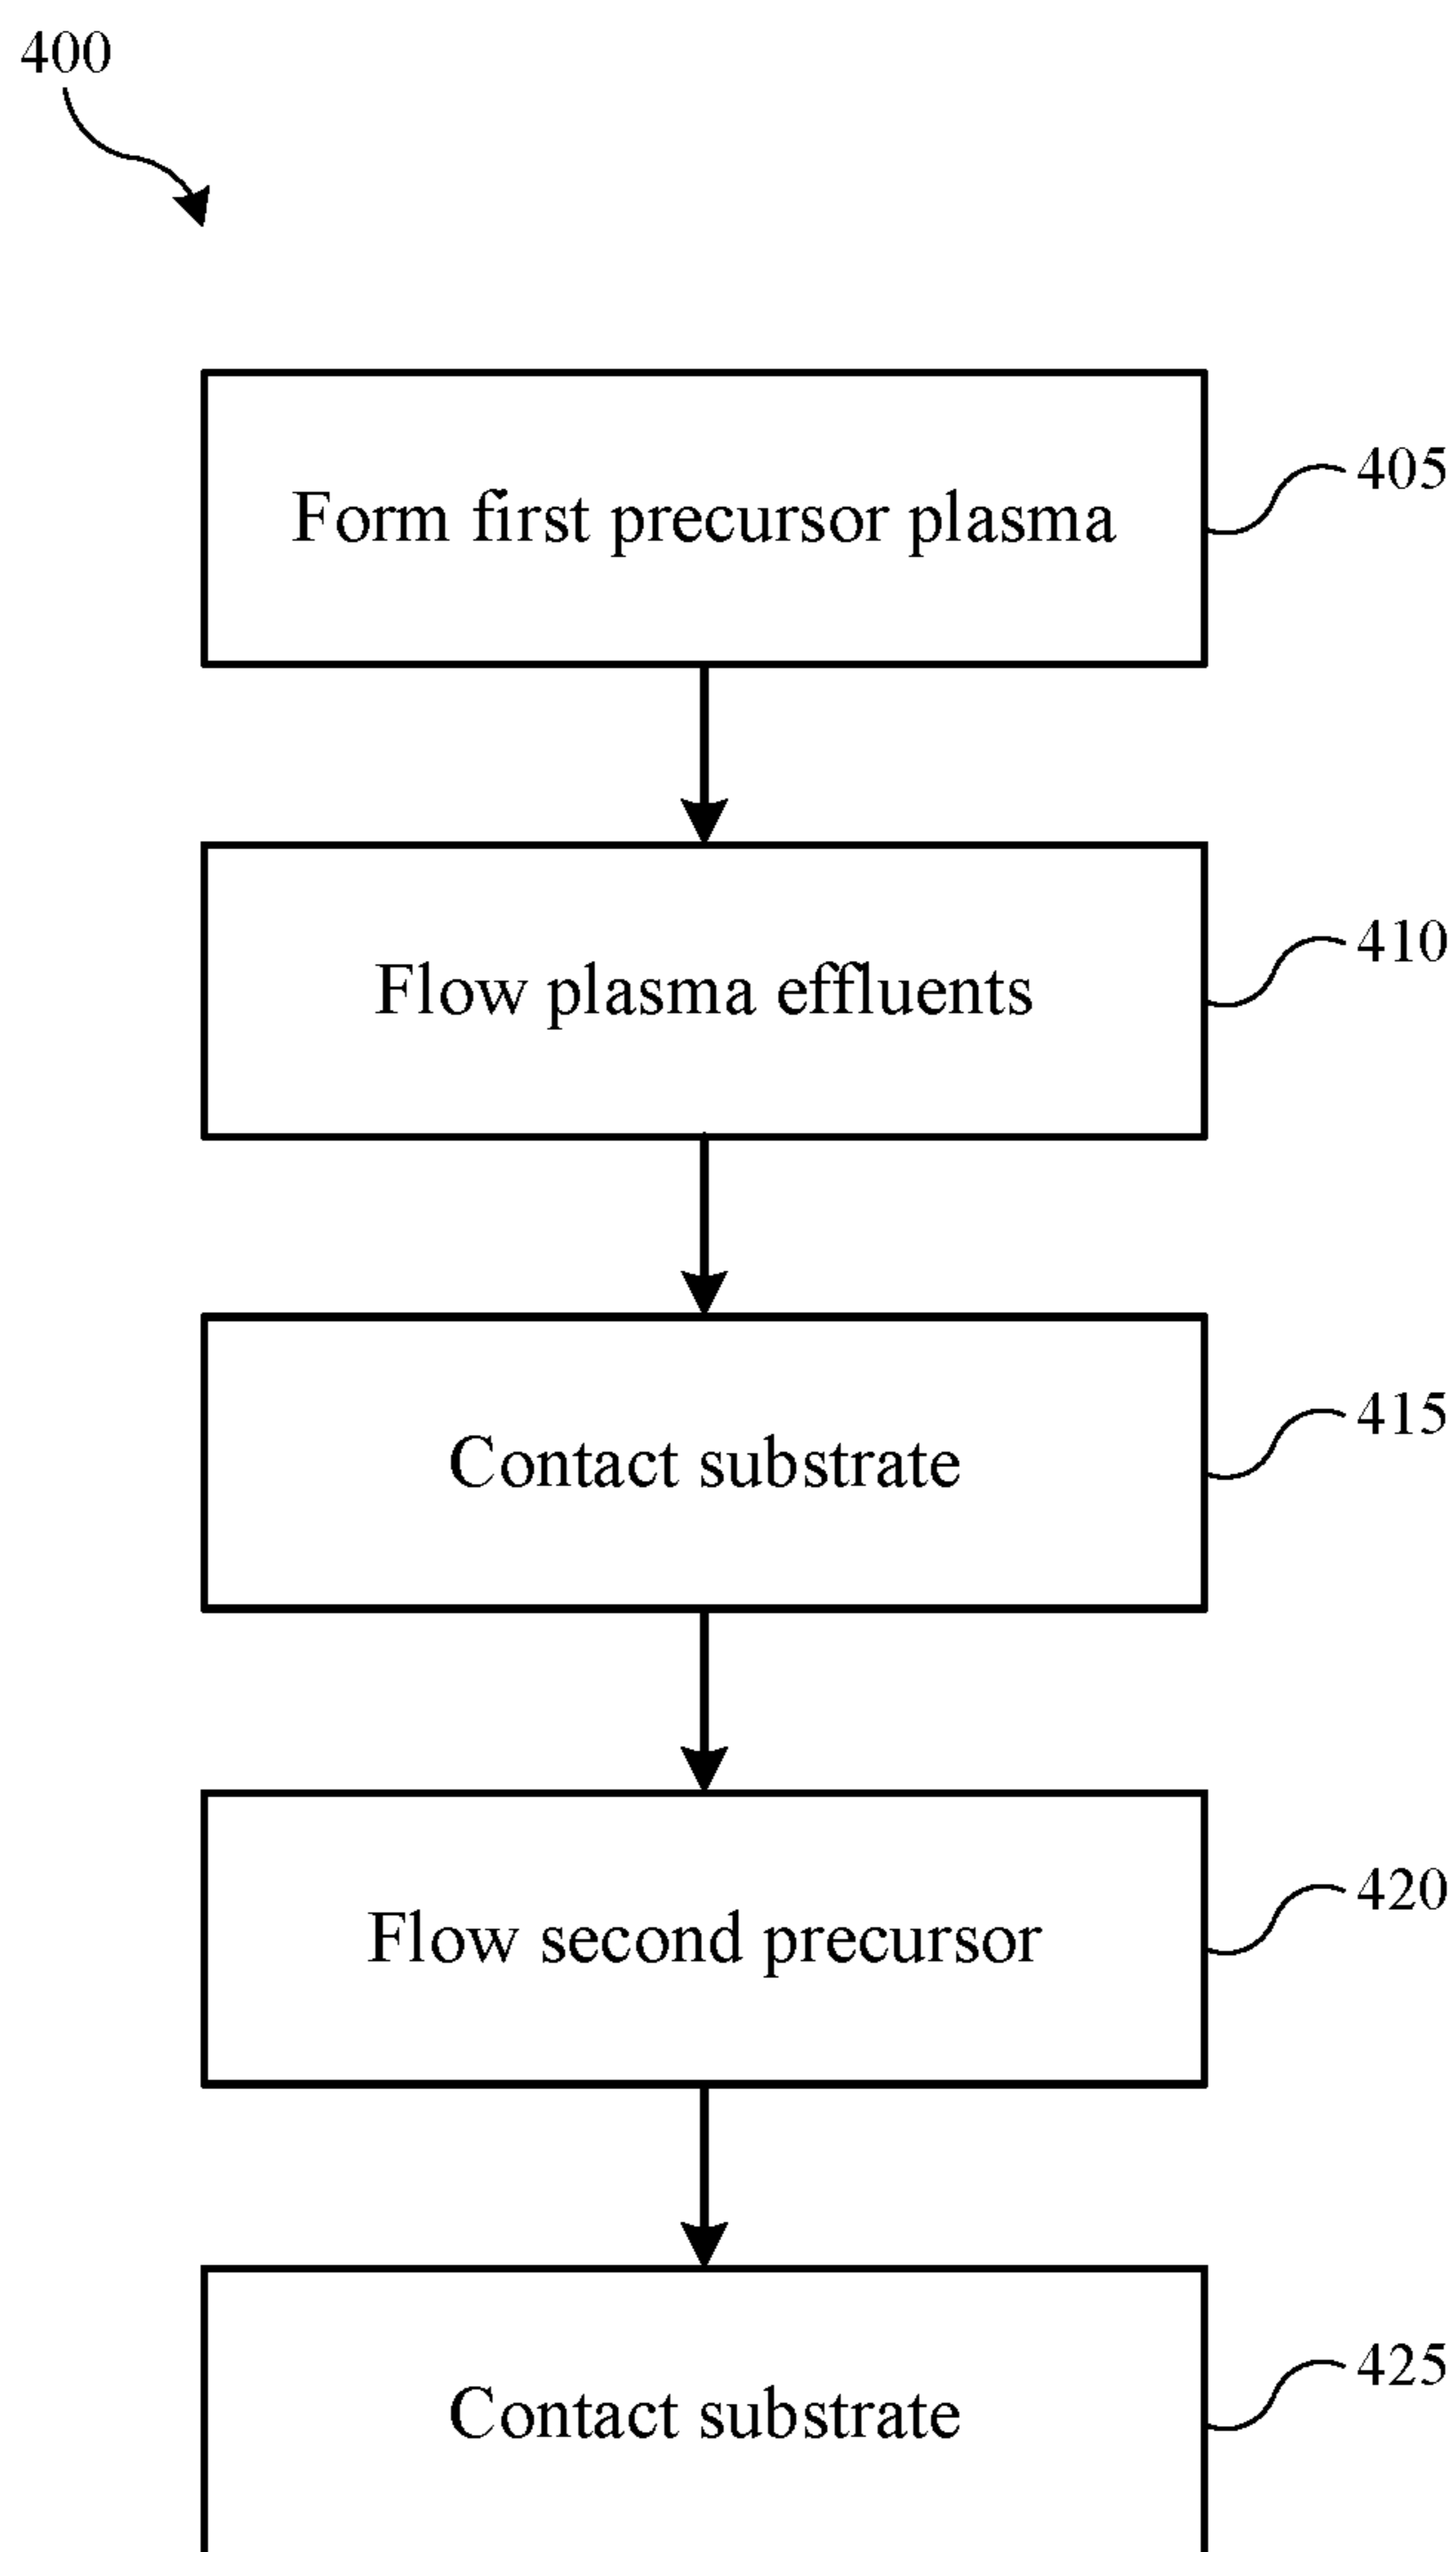 400
Form first precursor plasma
405
Flow plasma effluents
410
Contact substrate
415
Flow second precursor
420
Contact substrate
425